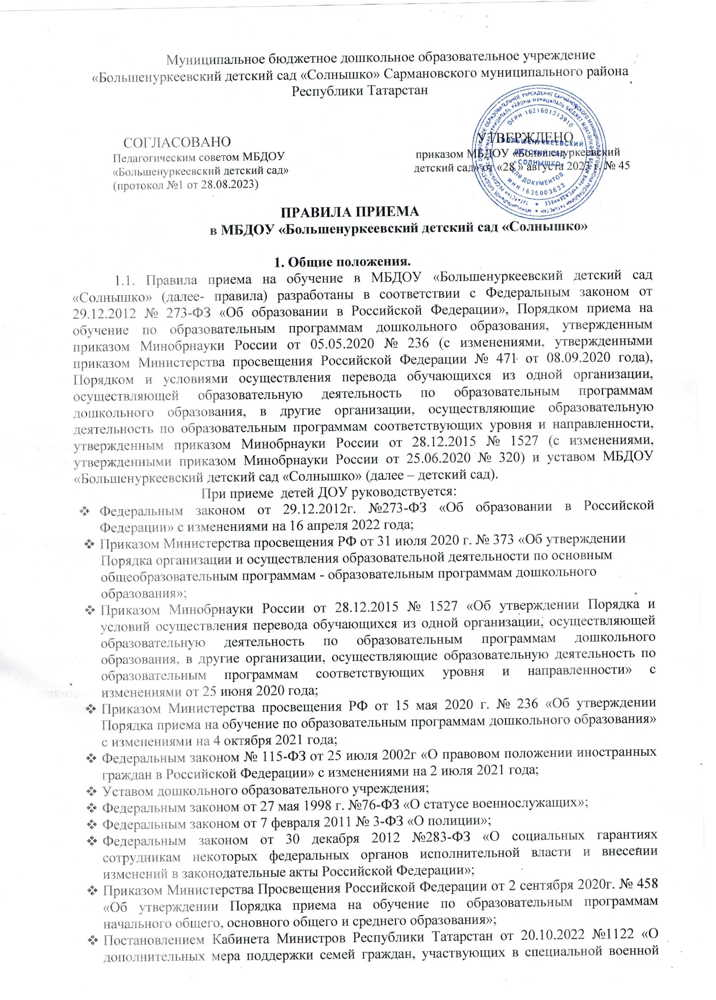 Муниципальное бюджетное дошкольное образовательное учреждение
«Большенуркеевский детский сад «Солнышко» Сармановского муниципального района
Республики Татарстан
СОГЛАСОВАНО
Педагогическим советом МБДОУ
«Большенуркеевский детский сад»
(протокол №1 от 28.08.2023)
УТВЕРЖДЕНО
приказом МБДОУ «Большенуркеевский
детский сад» от «28 » августа 2023 г. № 45
ОГРН 1021601313910
«БОЛЬШЕНУРКЕЕВСКИЙ
ДЕТСКИЙ САД
«СОЛНЫШКО»
ДЛЯ ДОКУМЕНТОВ
ИНН 1636003633
ПРАВИЛА ПРИЕМА
в МБДОУ «Большенуркеевский детский сад «Солнышко»
1. Общие положения.
1.1. Правила приема на обучение в МБДОУ «Большенуркеевский детский сад
«Солнышко» (далее- правила) разработаны в соответствии с Федеральным законом от
29.12.2012 № 273-ФЗ «Об образовании в Российской Федерации», Порядком приема на
обучение по образовательным программам дошкольного образования, утвержденным
приказом Минобрнауки России от 05.05.2020 № 236 (с изменениями, утвержденными
приказом Министерства просвещения Российской Федерации № 471 от 08.09.2020 года),
Порядком и условиями осуществления перевода обучающихся из одной организации,
осуществляющей образовательную деятельность по образовательным программам
дошкольного образования, в другие организации, осуществляющие образовательную
деятельность по образовательным программам соответствующих уровня и направленности,
утвержденным приказом Минобрнауки России от 28.12.2015 № 1527 (с изменениями,
утвержденными приказом Минобрнауки России от 25.06.2020 № 320) и уставом МБДОУ
«Большенуркеевский детский сад «Солнышко» (далее – детский сад).
При приеме детей ДОУ руководствуется:
❖ Федеральным законом от 29.12.2012г. №273-ФЗ «Об образовании в Российской
Федерации» с изменениями на 16 апреля 2022 года;
❖ Приказом Министерства просвещения РФ от 31 июля 2020 г. № 373 «Об утверждении
Порядка организации и осуществления образовательной деятельности по основным
общеобразовательным программам - образовательным программам дошкольного
образования»;
❖ Приказом Минобрнауки России от 28.12.2015 № 1527 «Об утверждении Порядка и
условий осуществления перевода обучающихся из одной организации, осуществляющей
образовательную деятельность по образовательным программам дошкольного
образования, в другие организации, осуществляющие образовательную деятельность по
образовательным программам соответствующих уровня и направленности» с
изменениями от 25 июня 2020 года;
❖ Приказом Министерства просвещения РФ от 15 мая 2020 г. № 236 «Об утверждении
Порядка приема на обучение по образовательным программам дошкольного образования»
с изменениями на 4 октября 2021 года;
❖ Федеральным законом № 115-ФЗ от 25 июля 2002г «О правовом положении иностранных
граждан в Российской Федерации» с изменениями на 2 июля 2021 года;
❖ Уставом дошкольного образовательного учреждения;
❖ Федеральным законом от 27 мая 1998 г. №76-ФЗ «О статусе военнослужащих»;
❖ Федеральным законом от 7 февраля 2011 № 3-ФЗ «О полиции»;
❖ Федеральным законом от 30 декабря 2012 №283-ФЗ «О социальных гарантиях
сотрудникам некоторых федеральных органов исполнительной власти и внесении
изменений в законодательные акты Российской Федерации»;
❖ Приказом Министерства Просвещения Российской Федерации от 2 сентября 2020г. № 458
«Об утверждении Порядка приема на обучение по образовательным программам
начального общего, основного общего и среднего образования»;
❖ Постановлением Кабинета Министров Республики Татарстан от 20.10.2022 №1122 «О
дополнительных мера поддержки семей граждан, участвующих в специальной военной